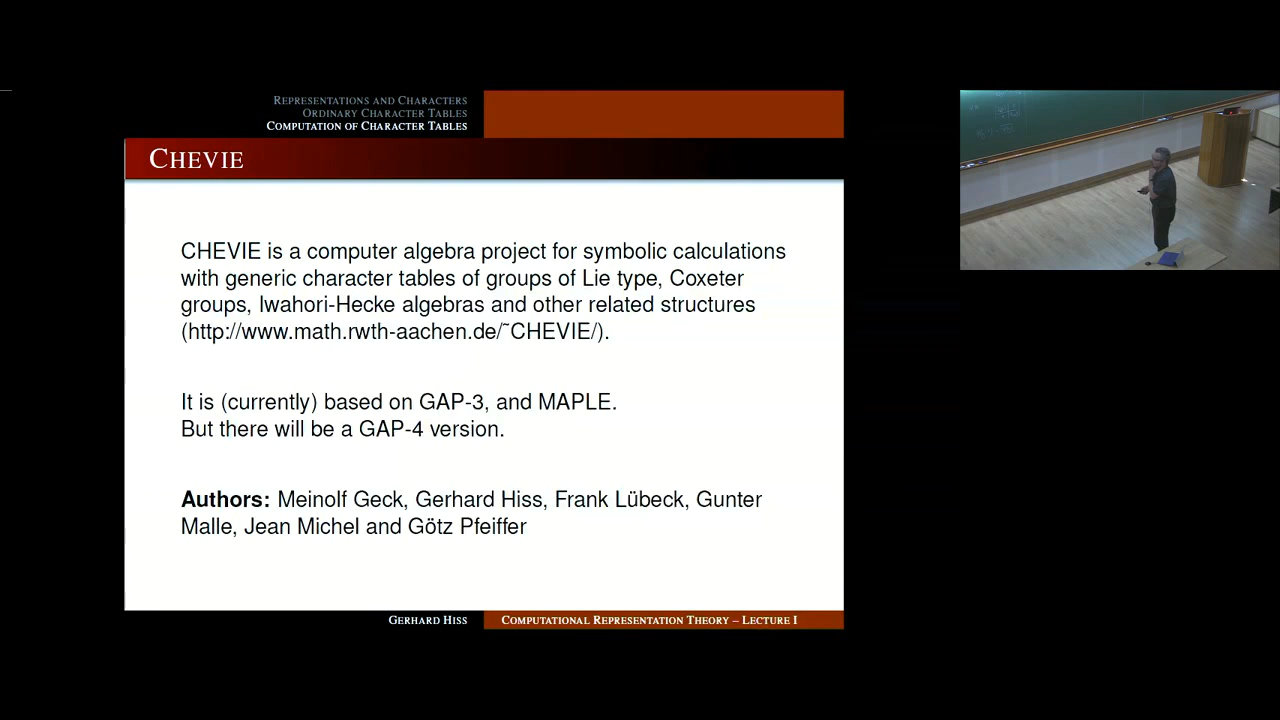 REPRESENTATIONS AND CHARACTERS
ORDINARY CHARACTER TABLES
COMPUTATION OF CHARACTER TABLES
CHEVIE
CHEVIE is a computer algebra project for symbolic calculations
with generic character tables of groups of Lie type, Coxeter
groups, Iwahori-Hecke algebras and other related structures
(http://www.math.rwth-aachen.de/~CHEVIE/).
It is (currently) based on GAP-3, and MAPLE.
But there will be a GAP-4 version.
Authors: Meinolf Geck, Gerhard Hiss, Frank Lübeck, Gunter
Malle, Jean Michel and Götz Pfeiffer
GERHARD HISS
COMPUTATIONAL REPRESENTATION THEORY – LECTURE I